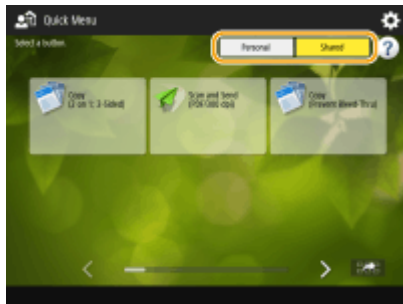 Quick Menu
Select a button.
Personal
Shared
?
Copy
(2 on 1: 2-Sided)
Scan and Send
(PDF/300 dpi)
Copy
(Prevent Bleed-Thru)